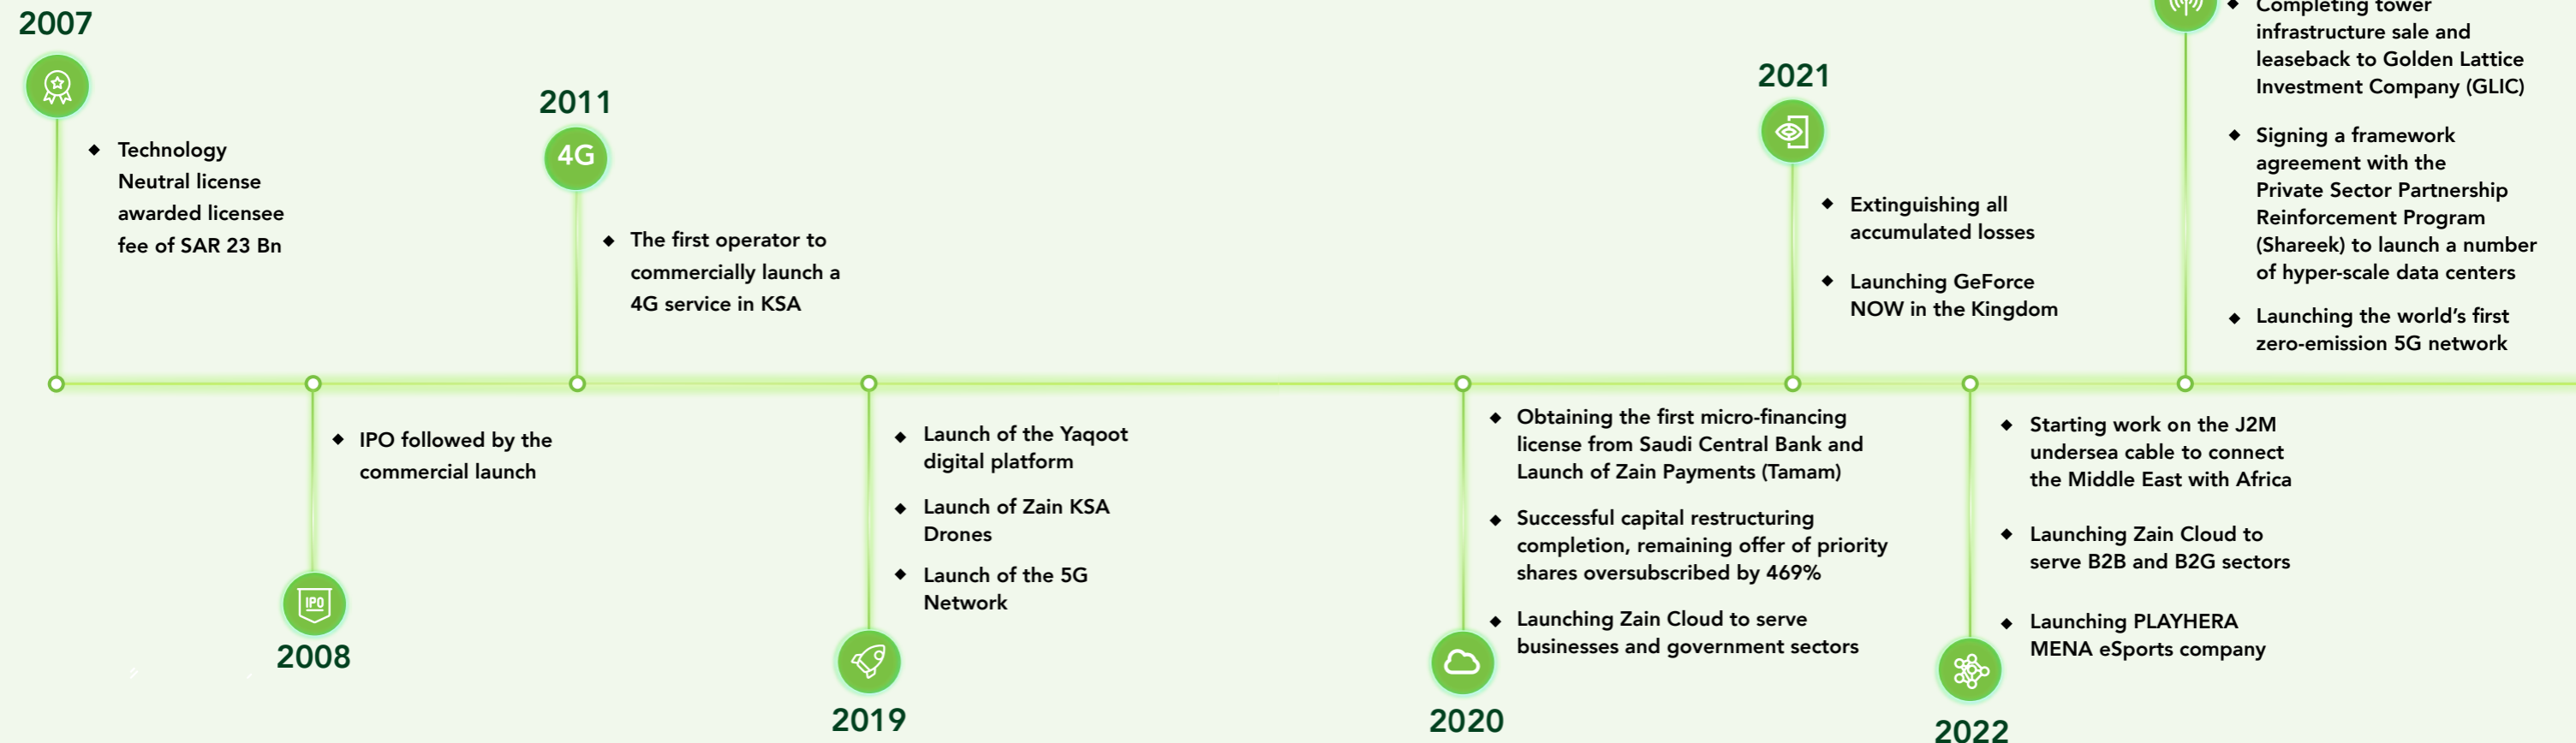 2007
Technology
Neutral license
awarded licensee
fee of SAR 23 Bn
IPO followed by the
commercial launch
IPO
2008
2011
4G
The first operator to
commercially launch a
4G service in KSA
Launch of the Yaqoot
digital platform
Launch of Zain KSA
Drones
Launch of the 5G
Network
2019
Obtaining the first micro-financing
license from Saudi Central Bank and
Launch of Zain Payments (Tamam)
Successful capital restructuring
completion, remaining offer of priority
shares oversubscribed by 469%
Launching Zain Cloud to serve
businesses and government sectors
2020
2021
Extinguishing all
accumulated losses
Launching GeForce
NOW in the Kingdom
Starting work on the J2M
undersea cable to connect
the Middle East with Africa
Launching Zain Cloud to
serve B2B and B2G sectors
Launching PLAYHERA
MENA eSports company
2022
Completing tower
infrastructure sale and
leaseback to Golden Lattice
Investment Company (GLIC)
Signing a framework
agreement with the
Private Sector Partnership
Reinforcement Program
(Shareek) to launch a number
of hyper-scale data centers
Launching the world’s first
zero-emission 5G network